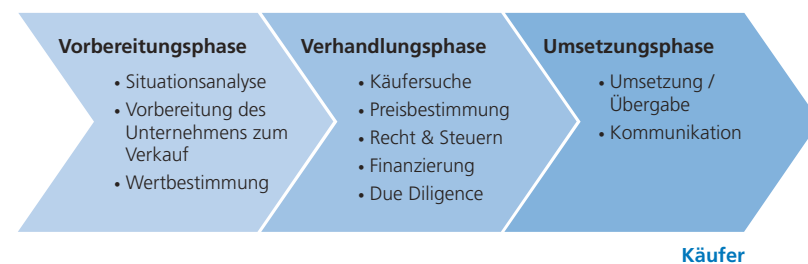 Vorbereitungsphase
• Situationsanalyse
• Vorbereitung des
Unternehmens zum
Verkauf
• Wertbestimmung
Verhandlungsphase
• Käufersuche
• Preisbestimmung
• Recht & Steuern
• Finanzierung
• Due Diligence
Umsetzungsphase
• Umsetzung /
Übergabe
• Kommunikation
Käufer